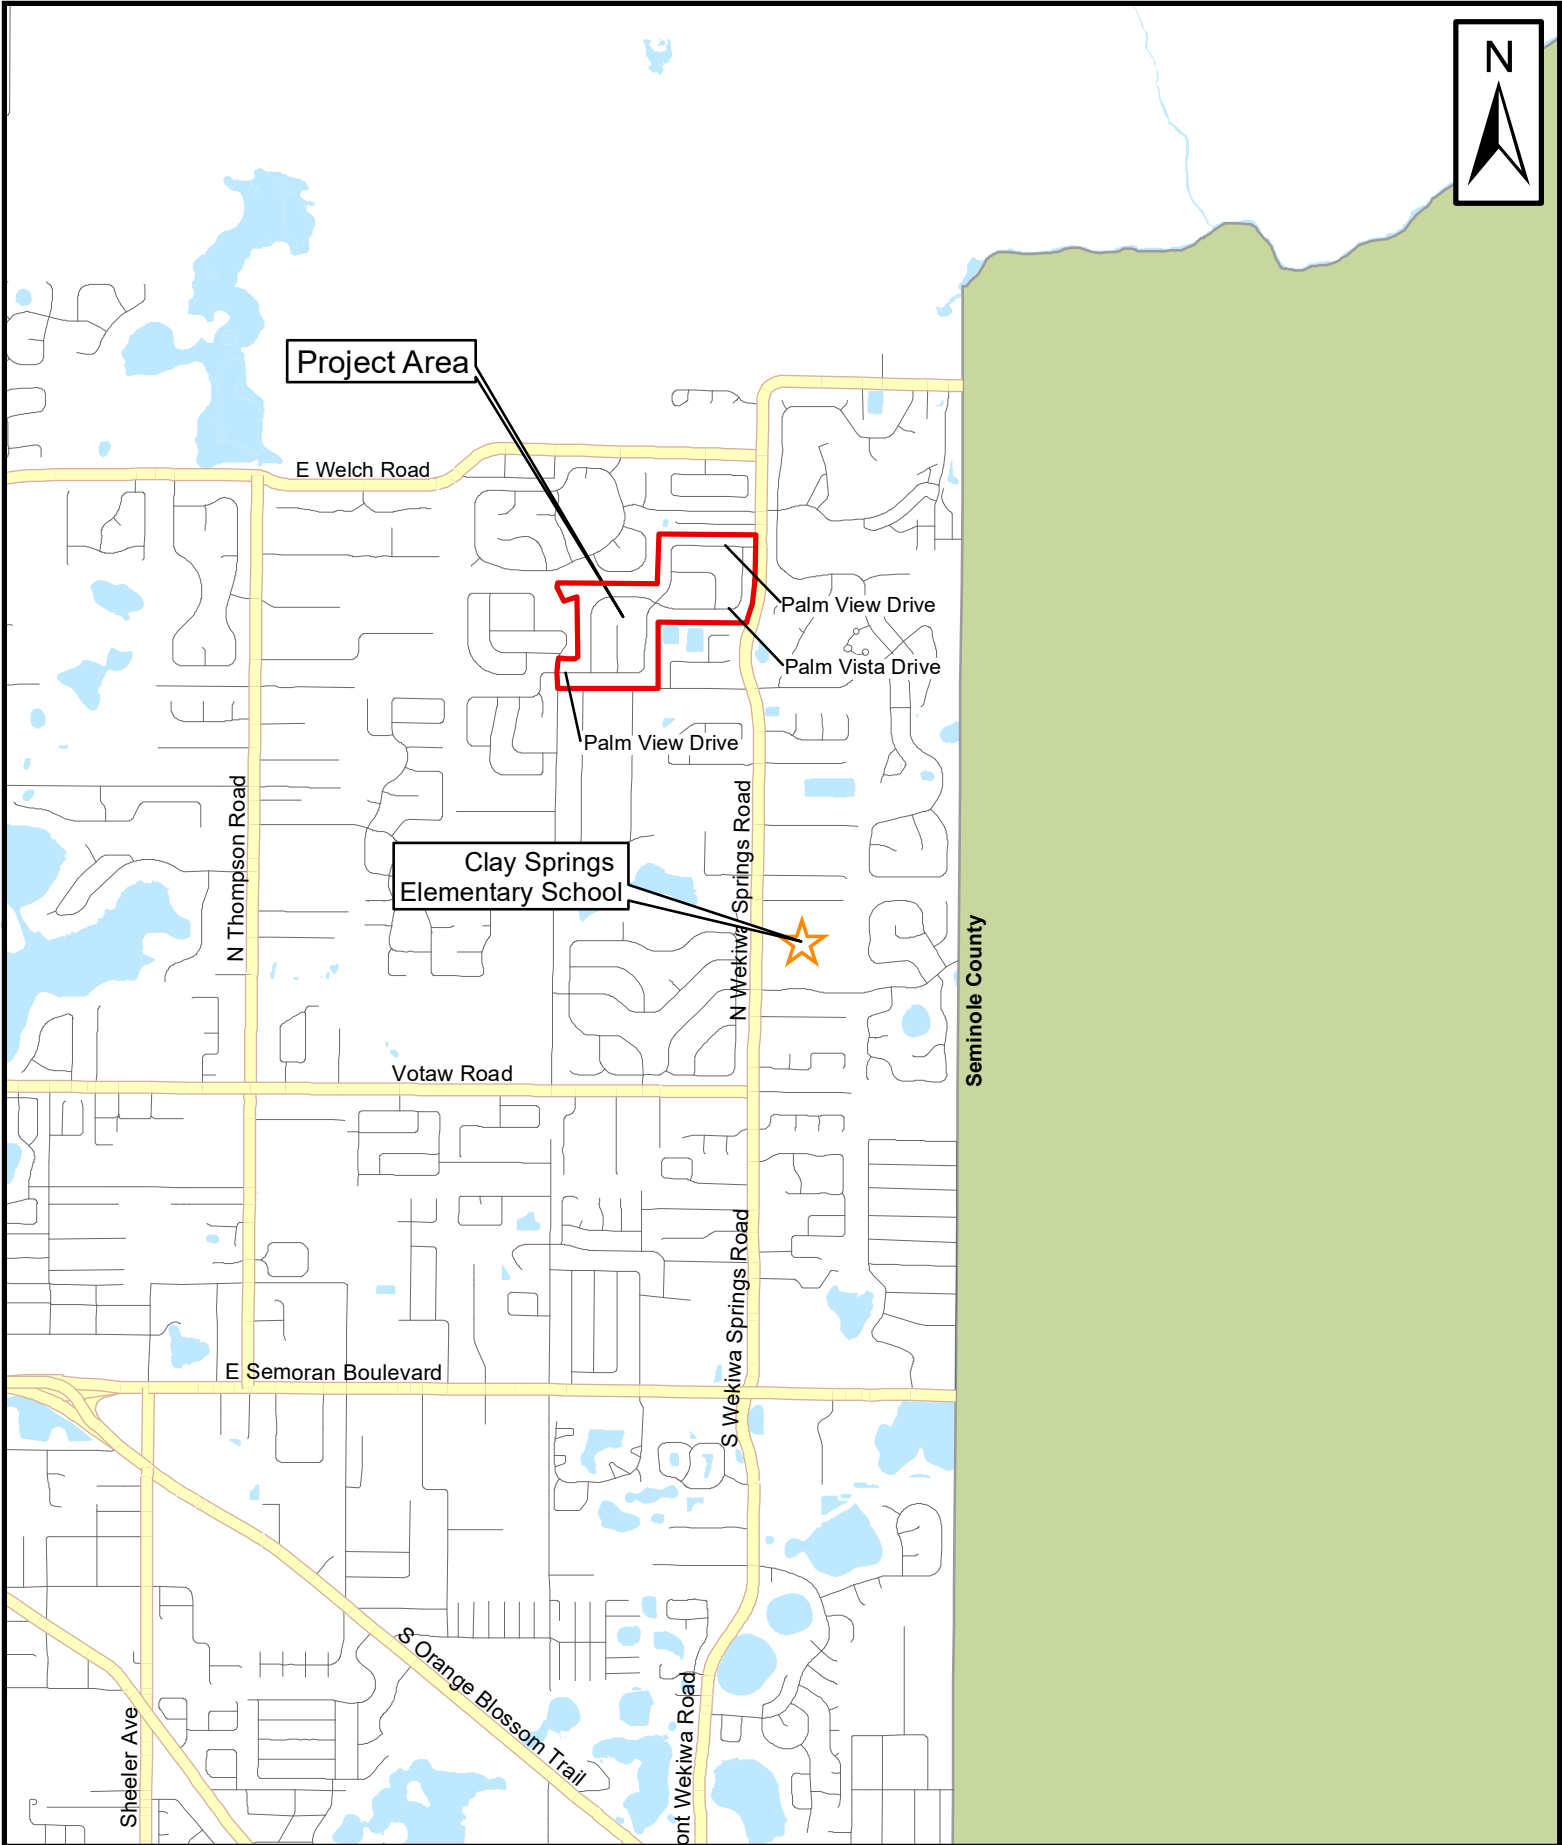 N
Project Area
E Welch Road
Palm View Drive
Palm Vista Drive
Palm View Drive
N Thompson Road
N Wekiwa Springs Road
Clay Springs
Elementary School
Seminole County
Votaw Road
S Wekiwa Springs Road
E Semoran Boulevard
S Orange Blossom Trail
Sheeler Ave
ont Wekiwa Road